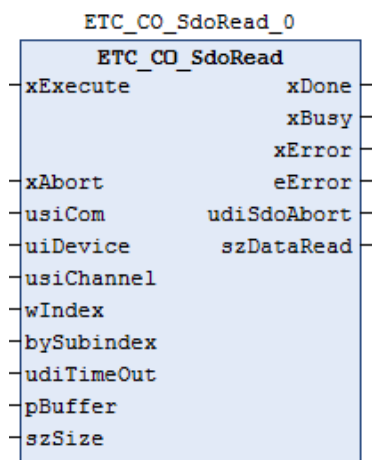 ETC_CO_SdoRead_0
ETC_CO_SdoRead
xExecute xDone
xBusy
xError
xAbort eError
usiCom udiSdoAbort
uiDevice szDataRead
usiChannel
wIndex
bySubindex
udiTimeOut
pBuffer
szSize